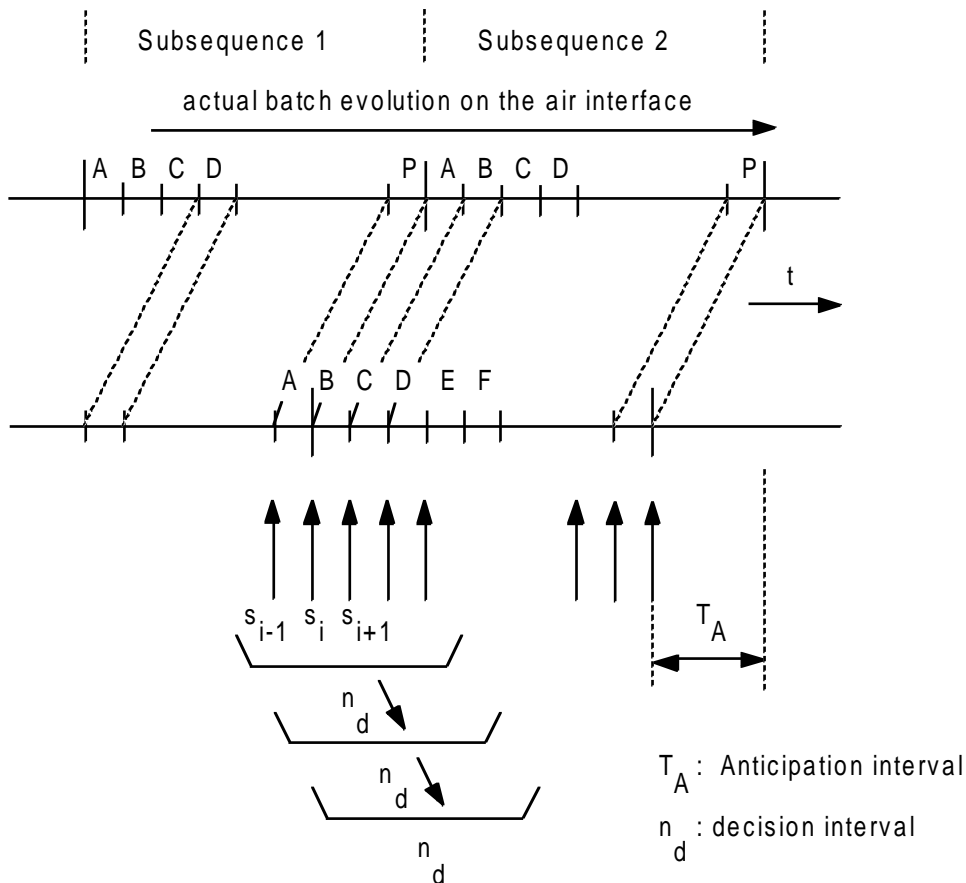 Subsequence 1 Subsequence 2
actual batch evolution on the air interface
A B C D P A B C D P
t
A B C D E F
s i-1 s i s i+1
T A
n d
n d
n d
T A : Anticipation interval
n d : decision interval